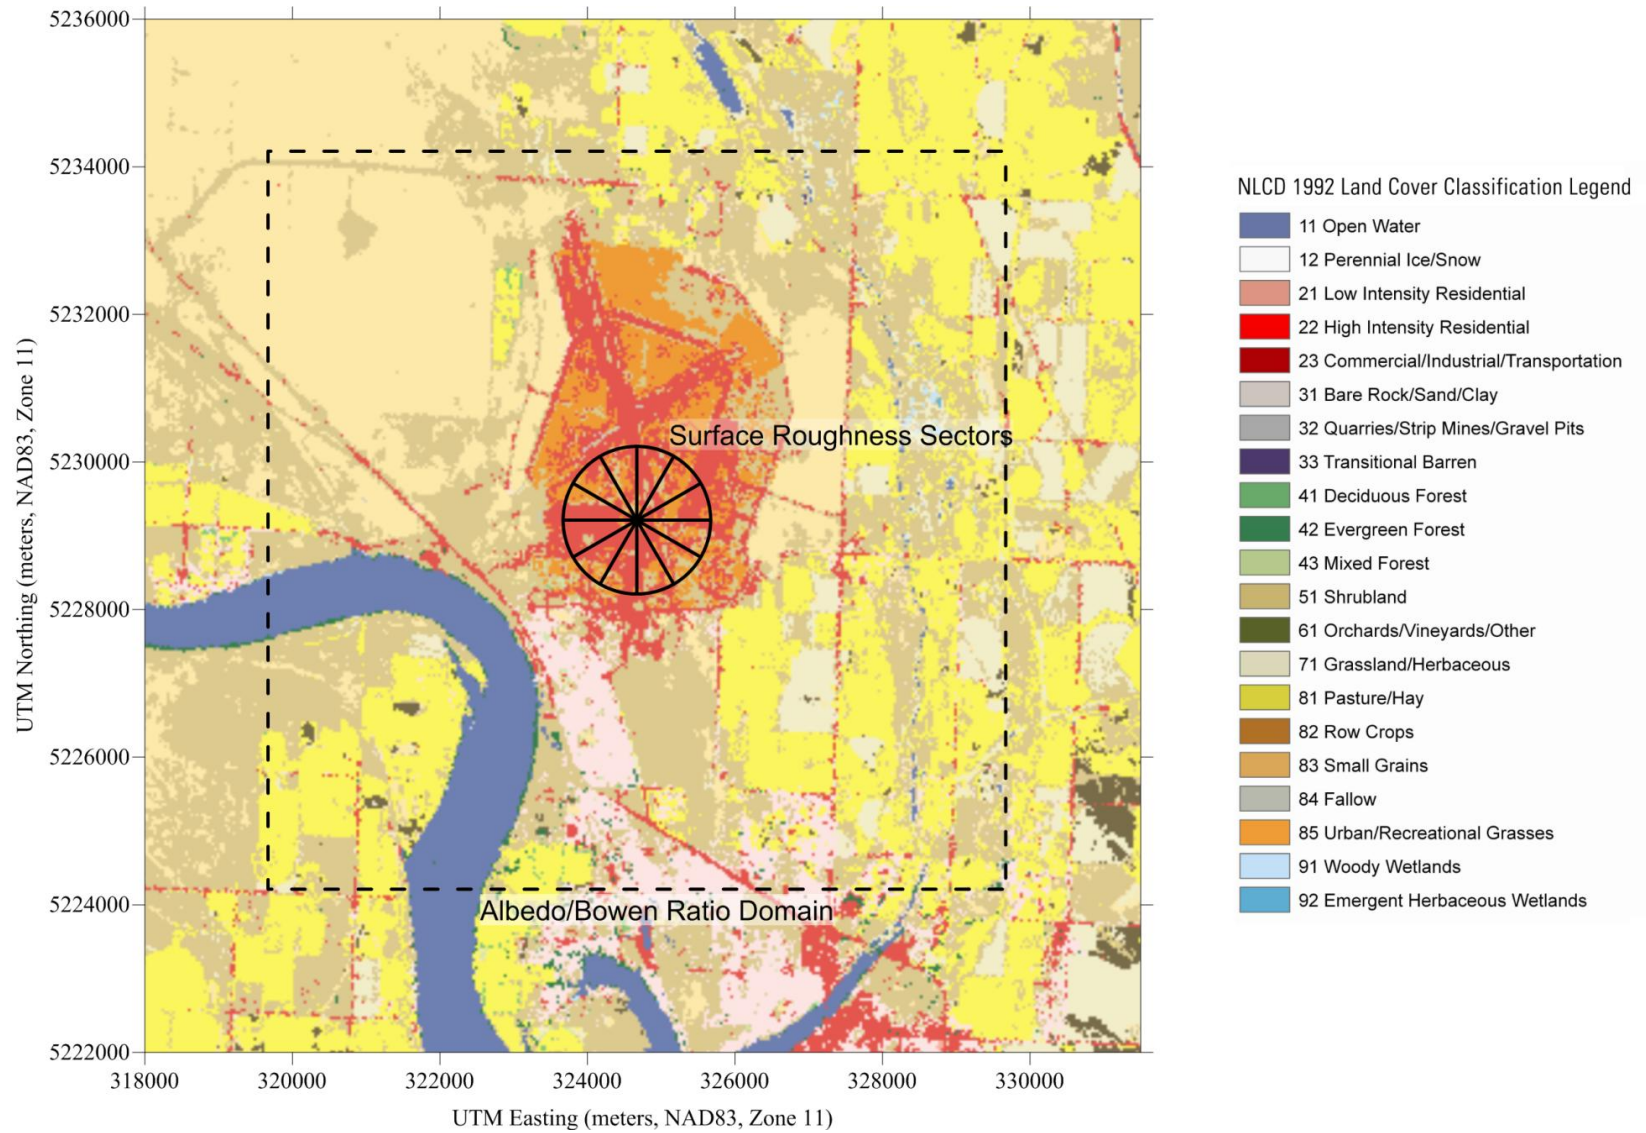 5236000
5234000
5232000
5230000
5228000
5226000
5224000
5222000
UTM Northing (meters, NAD83, Zone 11)
318000 320000 322000 324000 326000 328000 330000
UTM Easting (meters, NAD83, Zone 11)
Surface Roughness Sectors
Albedo/Bowen Ratio Domain
NLCD 1992 Land Cover Classification Legend
11 Open Water
12 Perennial Ice/Snow
21 Low Intensity Residential
22 High Intensity Residential
23 Commercial/Industrial/Transportation
31 Bare Rock/Sand/Clay
32 Quarries/Strip Mines/Gravel Pits
33 Transitional Barren
41 Deciduous Forest
42 Evergreen Forest
43 Mixed Forest
51 Shrubland
61 Orchards/Vineyards/Other
71 Grassland/Herbaceous
81 Pasture/Hay
82 Row Crops
83 Small Grains
84 Fallow
85 Urban/Recreational Grasses
91 Woody Wetlands
92 Emergent Herbaceous Wetlands